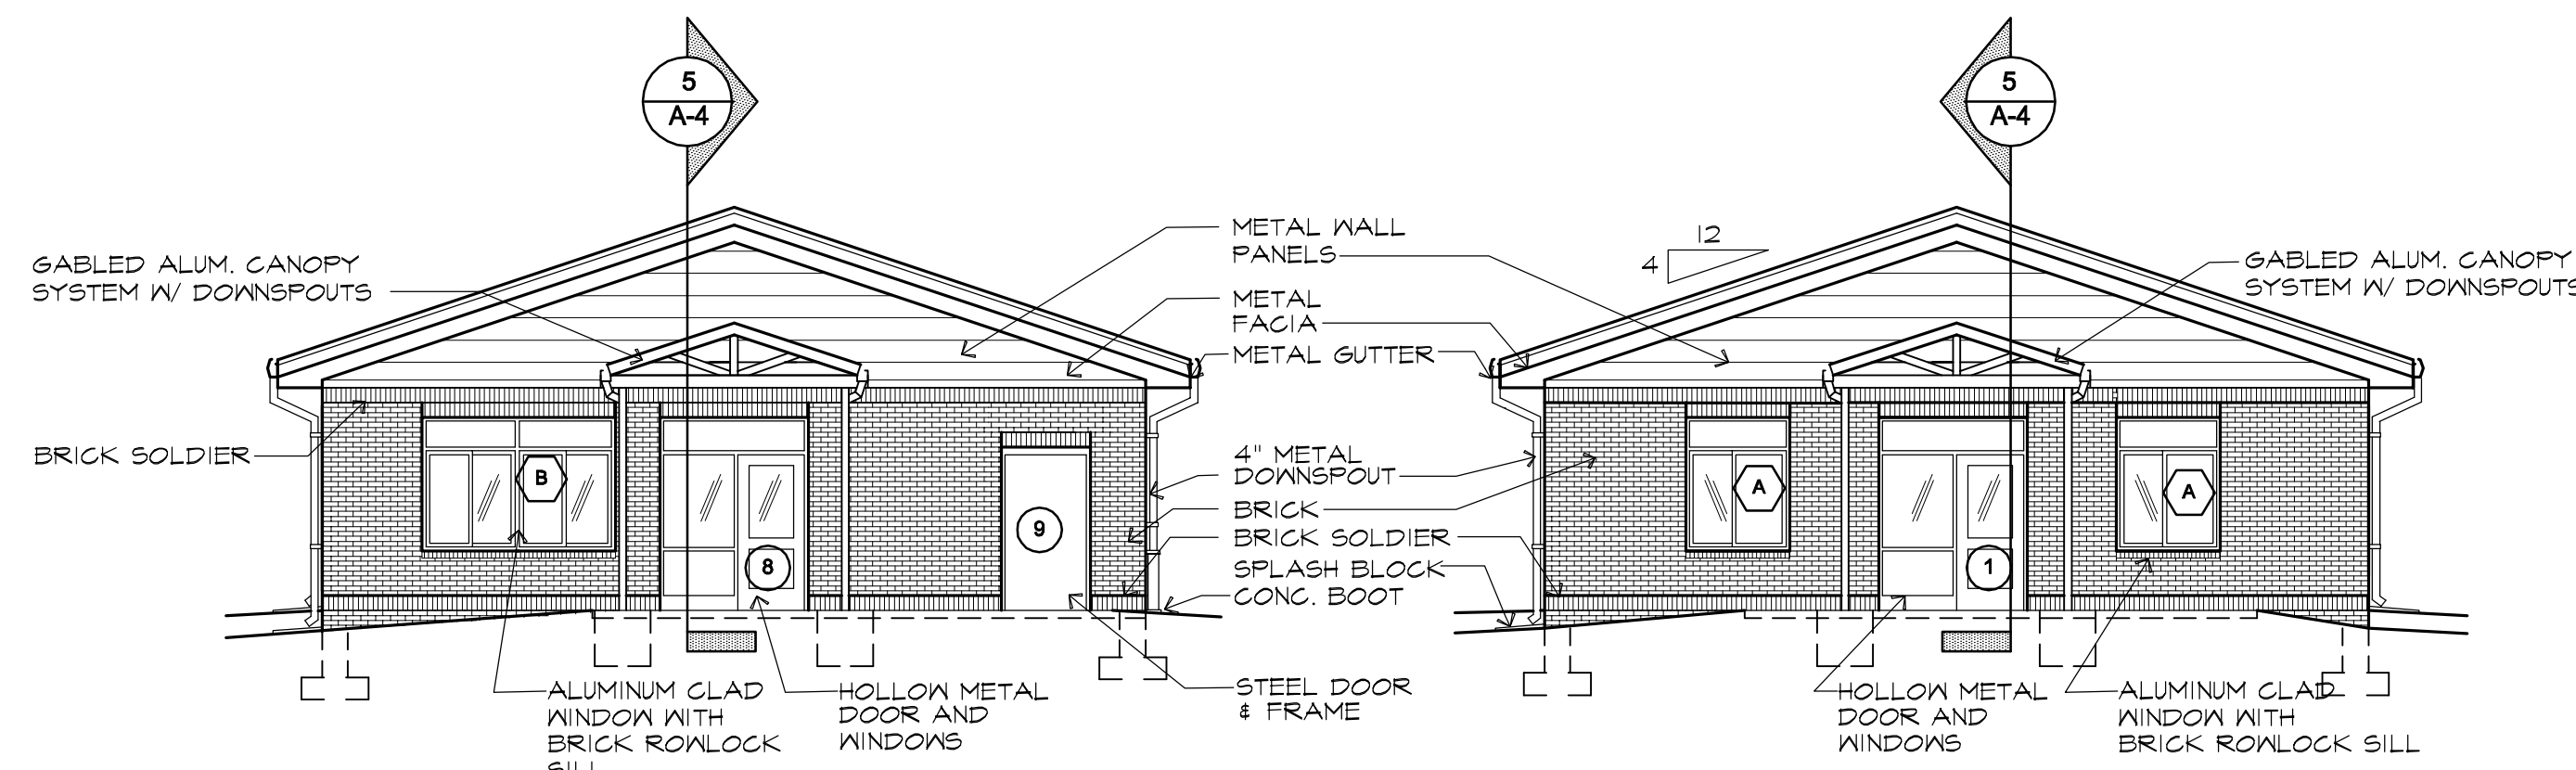 5
A-4
5
A-4
GABLED ALUM. CANOPY
SYSTEM W/ DOWNSPOUTS
BRICK SOLDIER
B
8
9
ALUMINUM CLAD
WINDOW WITH
BRICK ROWLOCK
SILL
HOLLOW METAL
DOOR AND
WINDOWS
METAL WALL
PANELS
METAL
FACIA
METAL GUTTER
4" METAL
DOWNSPOUT
BRICK
BRICK SOLDIER
SPLASH BLOCK
CONC. BOOT
STEEL DOOR
& FRAME
12
4
GABLED ALUM. CANOPY
SYSTEM W/ DOWNSPOUTS
A
1
A
HOLLOW METAL
DOOR AND
WINDOWS
ALUMINUM CLAD
WINDOW WITH
BRICK ROWLOCK SILL